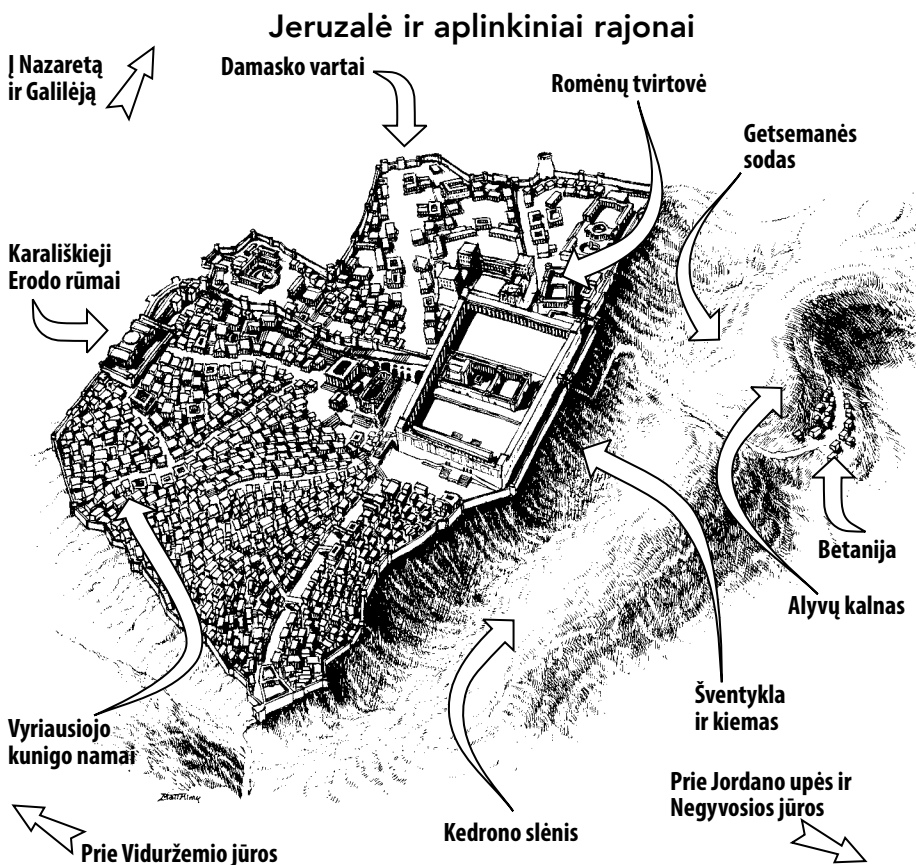 Jeruzalė ir aplinkiniai rajonai
Į Nazaretą
ir Galilėją
Damasko vartai
Romėnų tvirtovė
Getsemanės
sodas
Karališkieji
Erodo rūmai
Betanija
Alyvų kalnas
Šventykla
ir kiemas
Vyriausiojo
kunigo namai
Kedrono slėnis
Prie Jordano upės ir
Negyvosios jūros
Prie Viduržemio jūros